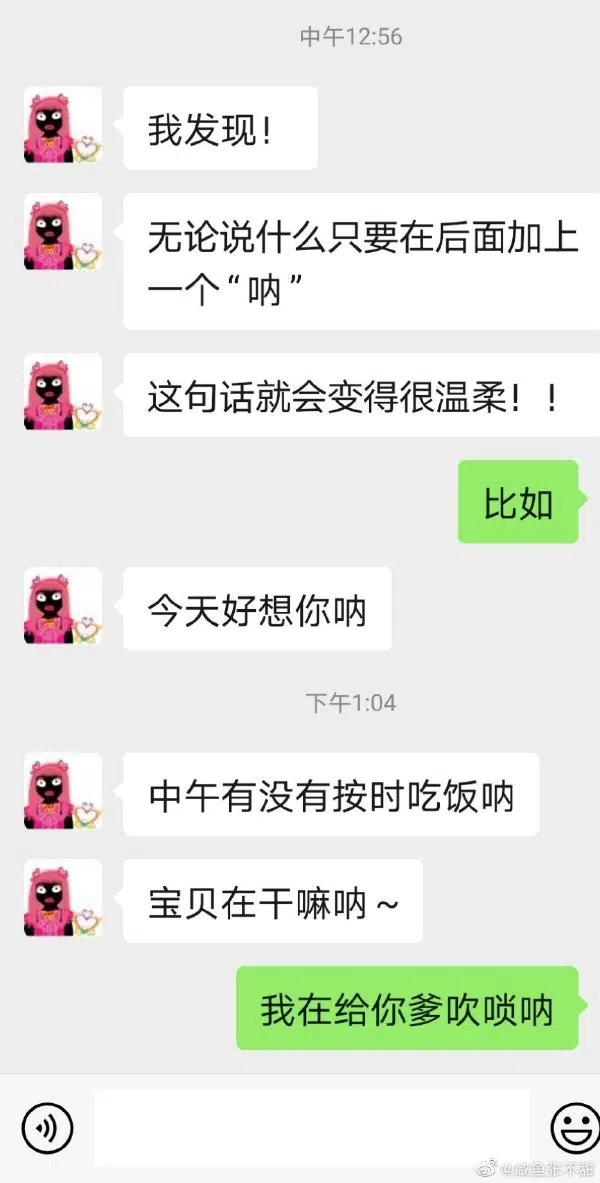 中午12:56
我发现！
无论说什么只要在后面加上
一个“呐”
这句话就会变得很温柔！！
比如
今天好想你呐
下午1:04
中午有没有按时吃饭呐
宝贝在干嘛呐～
我在给你爹吹唢呐
@咸鱼张不甜